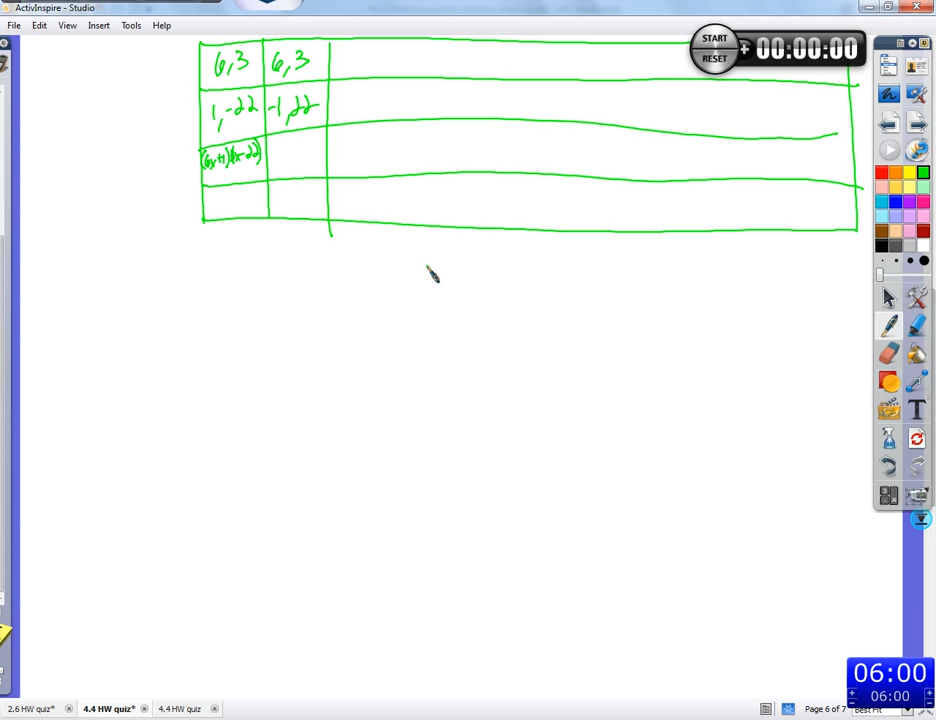 ActivInspire - Studio
File Edit View Insert Tools Help
START
RESET
00:00:00
6,3 6,3
1,-22 -1,22
(6x+1)(3x-22)
06:00
06:00
2.6 HW quiz* 4.4 HW quiz* 4.4 HW quiz
Page 6 of 7 Best Fit